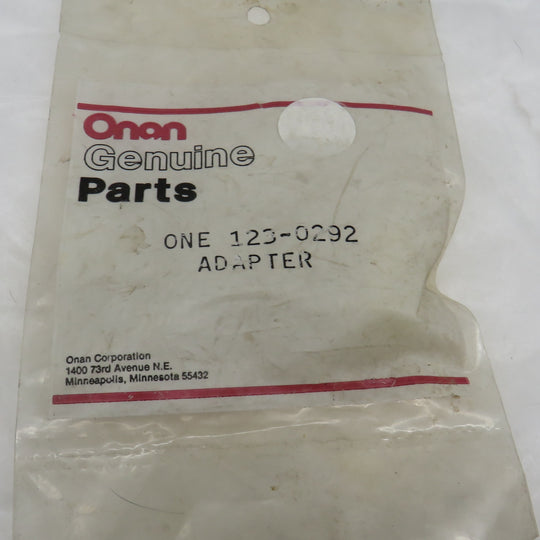 Onan
Genuine
Parts
ONE 123-0292
ADAPTER
Onan Corporation
1400 73rd Avenue N.E.
Minneapolis, Minnesota 55432